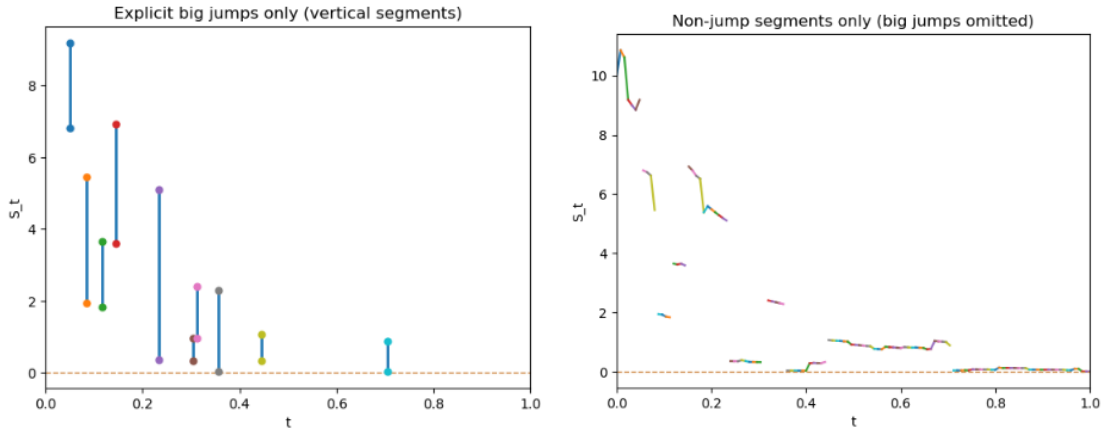 Explicit big jumps only (vertical segments)
S_t
8
6
4
2
0
0.0 0.2 0.4 0.6 0.8 1.0
t
Non-jump segments only (big jumps omitted)
S_t
10
8
6
4
2
0
0.0 0.2 0.4 0.6 0.8 1.0
t